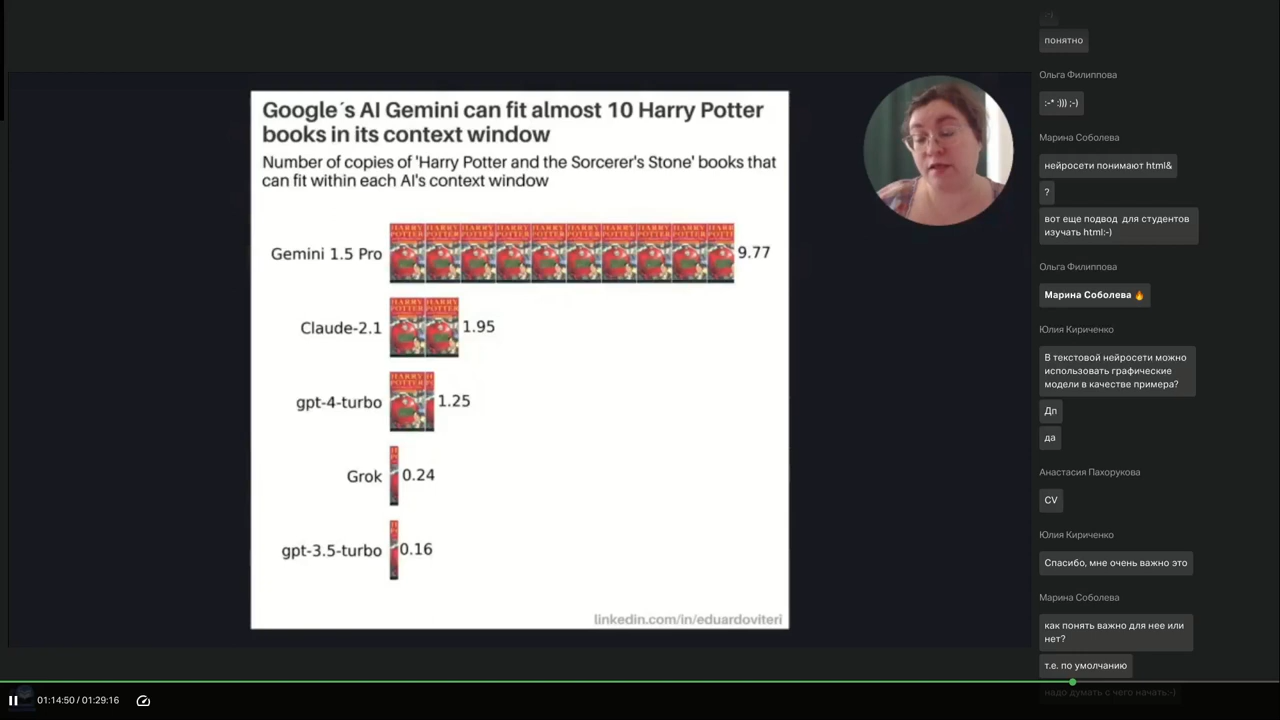 Google´s AI Gemini can fit almost 10 Harry Potter
books in its context window
Number of copies of 'Harry Potter and the Sorcerer's Stone' books that
can fit within each AI's context window
Gemini 1.5 Pro
9.77
Claude-2.1
1.95
gpt-4-turbo
1.25
Grok
0.24
gpt-3.5-turbo
0.16
linkedin.com/in/eduardoviteri
понятно
Ольга Филиппова
:-* :))) ;-)
Марина Соболева
нейросети понимают html&
?
вот еще подвод для студентов
изучать html:-)
Ольга Филиппова
Марина Соболева 🔥
Юлия Кириченко
В текстовой нейросети можно
использовать графические
модели в качестве примера?
Дп
да
Анастасия Пахорукова
CV
Юлия Кириченко
Спасибо, мне очень важно это
Марина Соболева
как понять важно для нее или
нет?
т.е. по умолчанию
надо думать с чего начать:-)
01:14:50 / 01:29:16